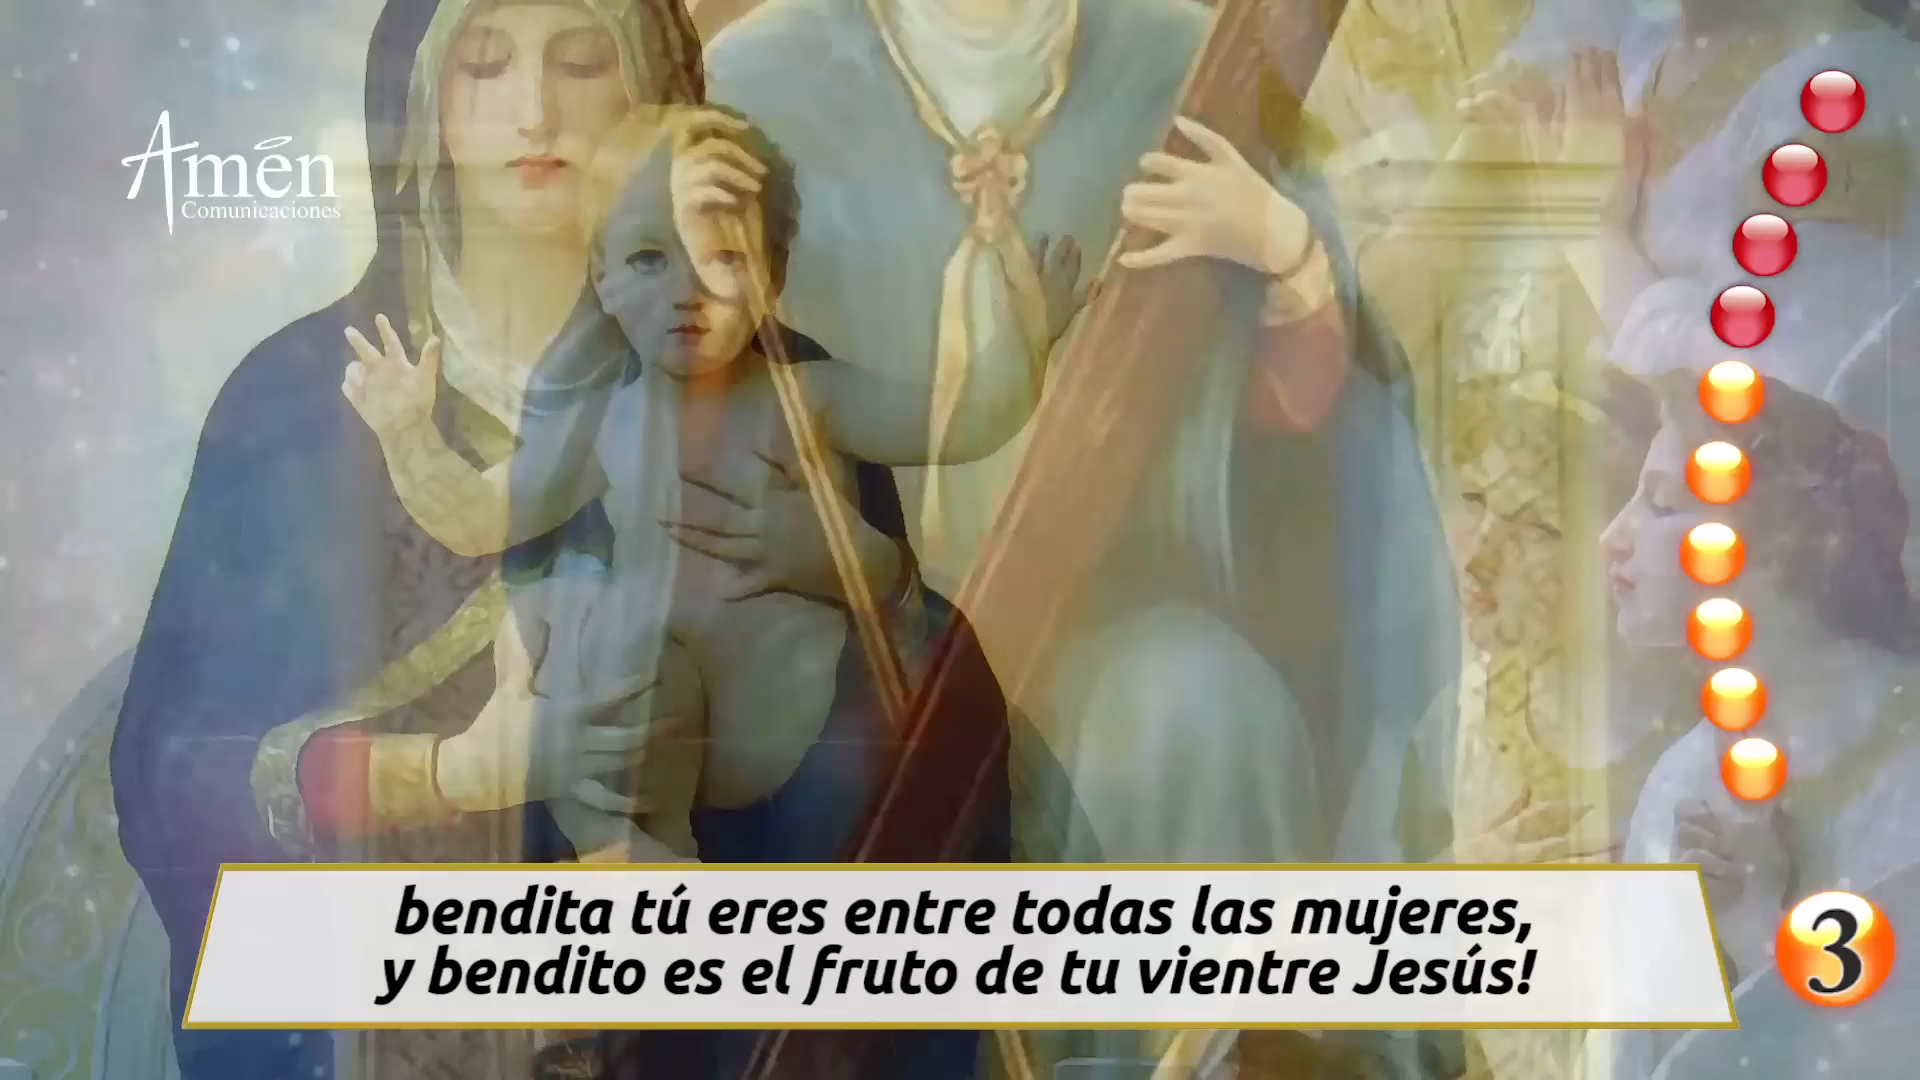 Amén
Comunicaciones
bendita tú eres entre todas las mujeres,
y bendito es el fruto de tu vientre Jesús!
3